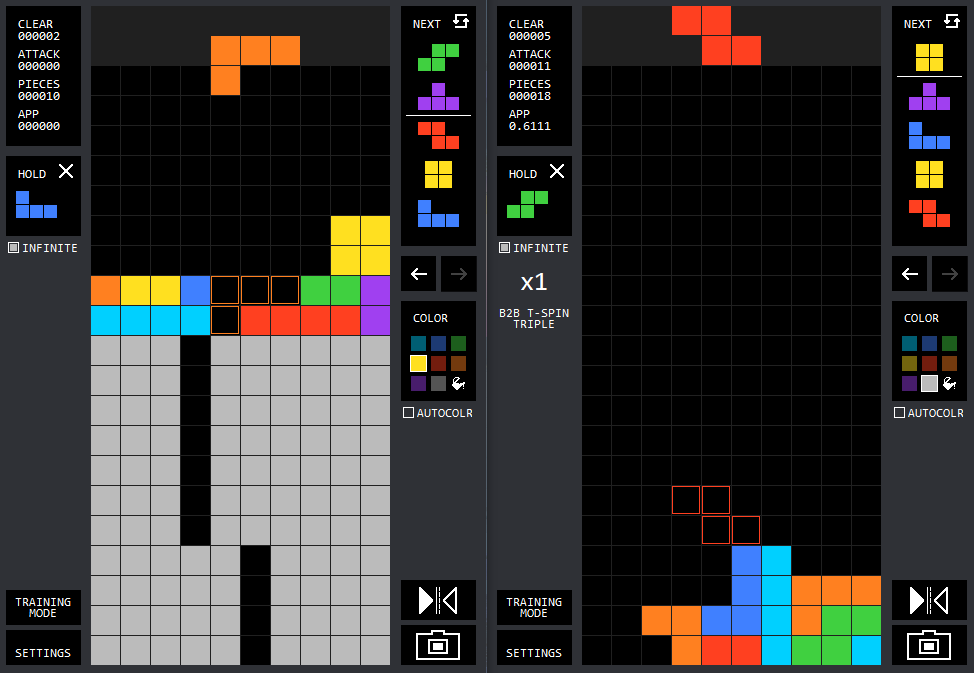 CLEAR
000002
ATTACK
000000
PIECES
000010
APP
000000
HOLD
INFINITE
TRAINING
MODE
SETTINGS
NEXT
COLOR
AUTOCOLR
CLEAR
000005
ATTACK
000011
PIECES
000018
APP
0.6111
HOLD
INFINITE
x1
B2B T-SPIN
TRIPLE
TRAINING
MODE
SETTINGS
NEXT
COLOR
AUTOCOLR